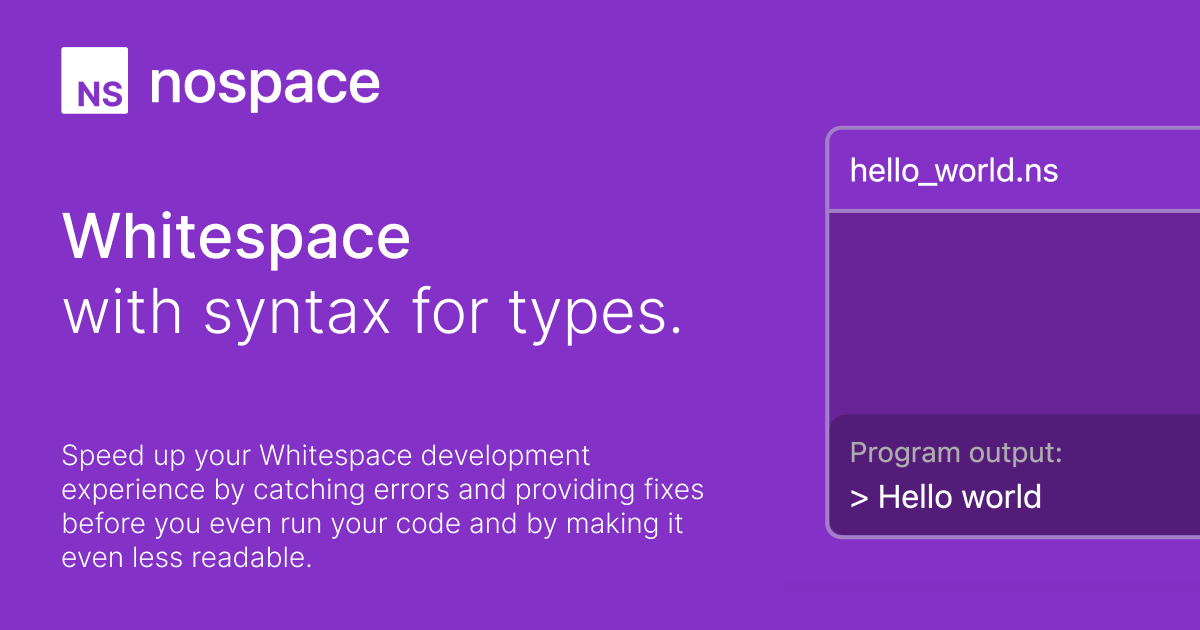 NS nospace
Whitespace
with syntax for types.
Speed up your Whitespace development
experience by catching errors and providing fixes
before you even run your code and by making it
even less readable.
hello_world.ns
Program output:
> Hello world